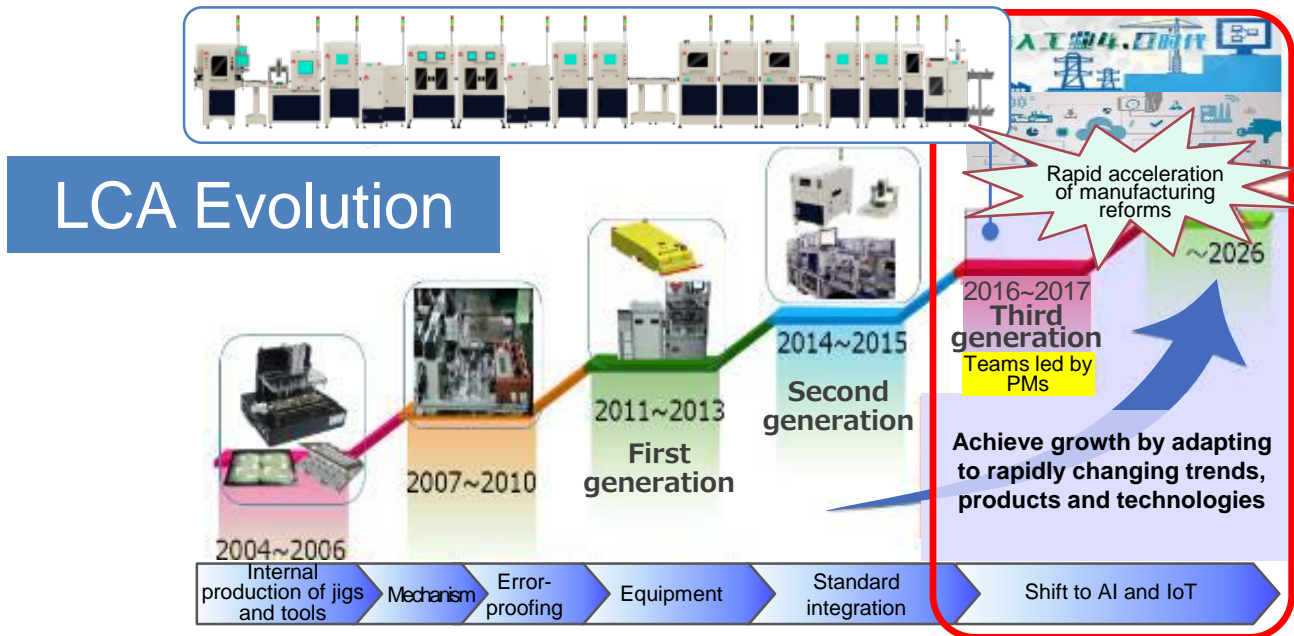 LCA Evolution
Rapid acceleration
of manufacturing
reforms
~2026
2016~2017
Third
generation
Teams led by
PMs
2014~2015
Second
generation
2011~2013
First
generation
2007~2010
2004~2006
Achieve growth by adapting
to rapidly changing trends,
products and technologies
Internal
production of jigs
and tools
Mechanism
Error-
proofing
Equipment
Standard
integration
Shift to AI and IoT